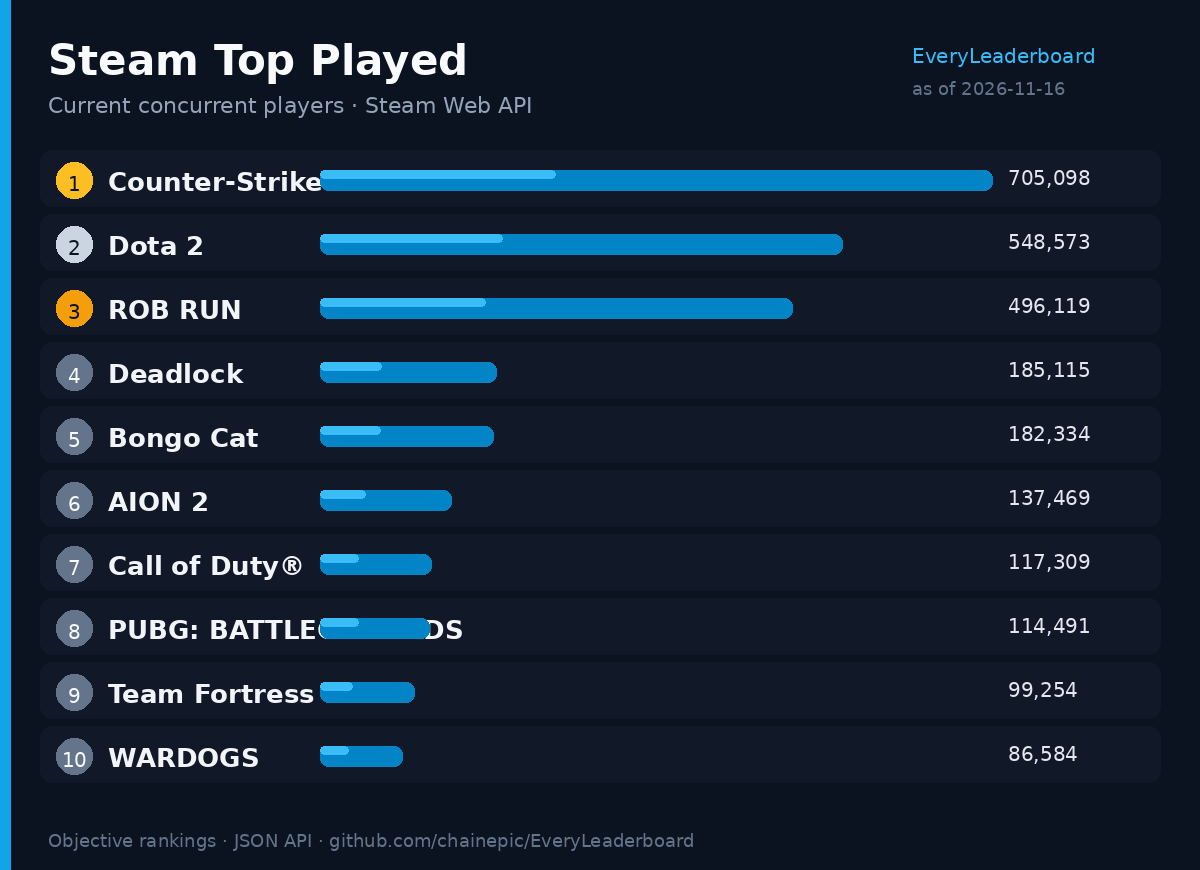 Steam Top Played
EveryLeaderboard
Current concurrent players · Steam Web API
as of 2026-11-16
1 Counter-Strike 705,098
2 Dota 2 548,573
3 ROB RUN 496,119
4 Deadlock 185,115
5 Bongo Cat 182,334
6 AION 2 137,469
7 Call of Duty® 117,309
8 PUBG: 114,491
9 Team Fortress 99,254
10 WARDOGS 86,584
Objective rankings · JSON API · github.com/chainepic/EveryLeaderboard